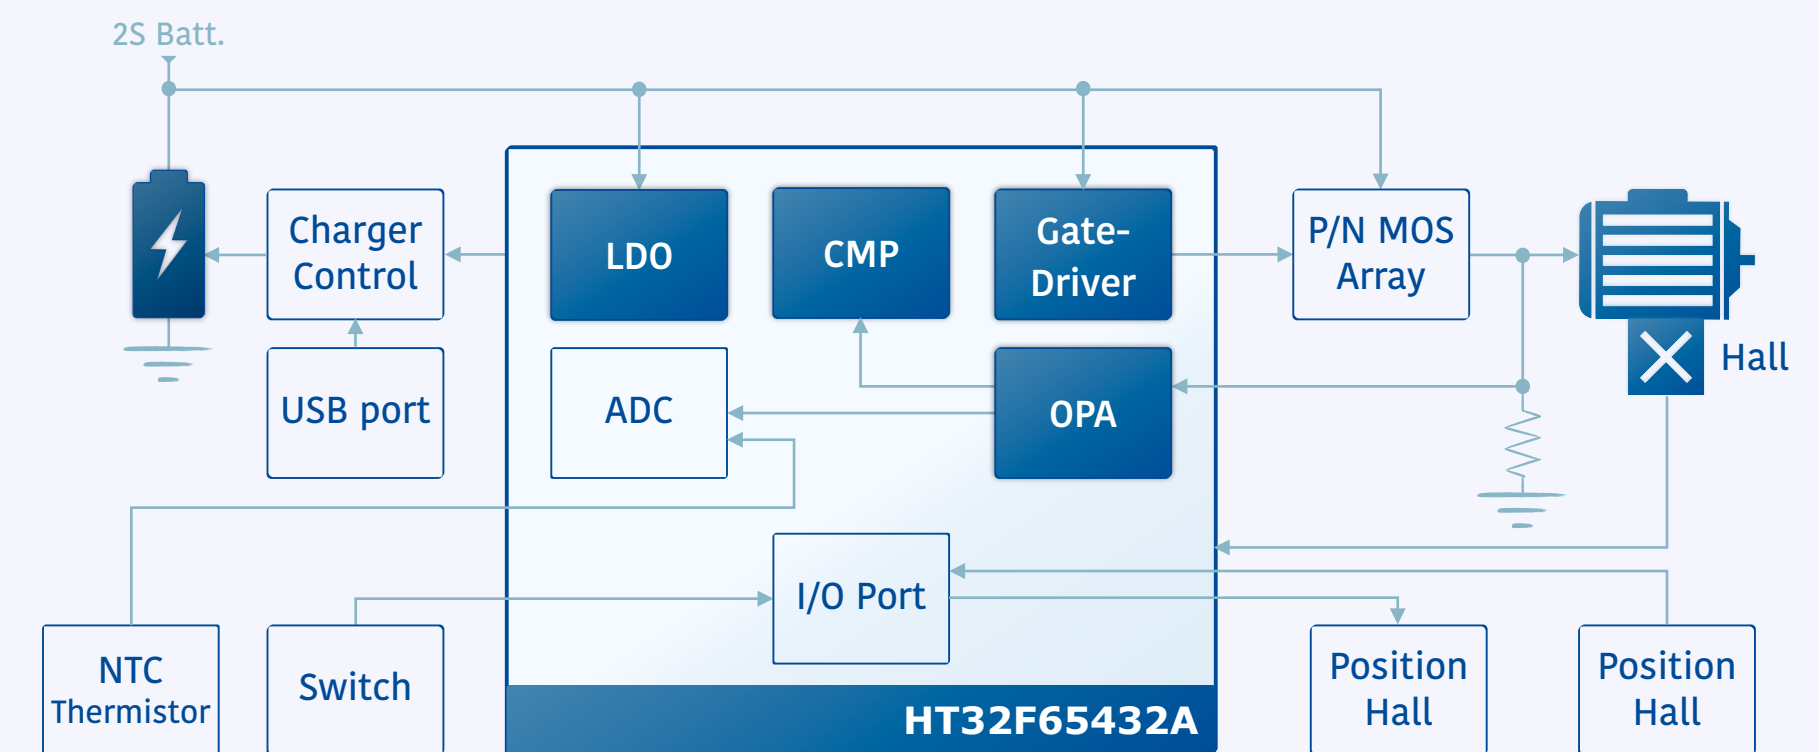 2S Batt.
Charger
Control
LDO
CMP
Gate-
Driver
P/N MOS
Array
Hall
USB port
ADC
OPA
I/O Port
NTC
Thermistor
Switch
Position
Hall
Position
Hall
HT32F65432A